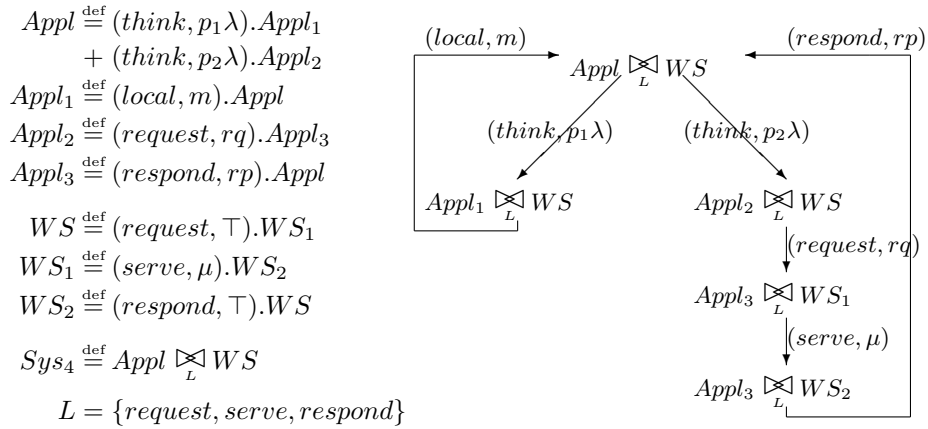 Appl ≝ (think, p₁λ).Appl₁
+ (think, p₂λ).Appl₂
Appl₁ ≝ (local, m).Appl
Appl₂ ≝ (request, rq).Appl₃
Appl₃ ≝ (respond, rp).Appl
WS ≝ (request, ⊤).WS₁
WS₁ ≝ (serve, μ).WS₂
WS₂ ≝ (respond, ⊤).WS
Sys₄ ≝ Appl ⋈_L WS
L = {request, serve, respond}
(local, m)
(respond, rp)
Appl ⋈_L WS
(think, p₁λ)
(think, p₂λ)
Appl₁ ⋈_L WS
Appl₂ ⋈_L WS
(request, rq)
Appl₃ ⋈_L WS₁
(serve, μ)
Appl₃ ⋈_L WS₂